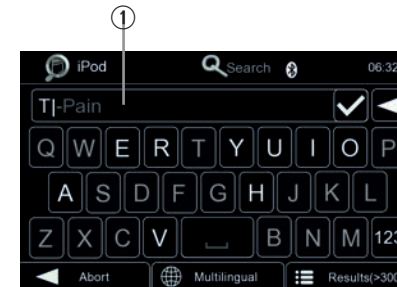 1
iPod Search 06:32
T|-Pain
Q W E R T Y U I O P
A S D F G H J K L
Z X C V B N M 123
Abort Multilingual Results(>300